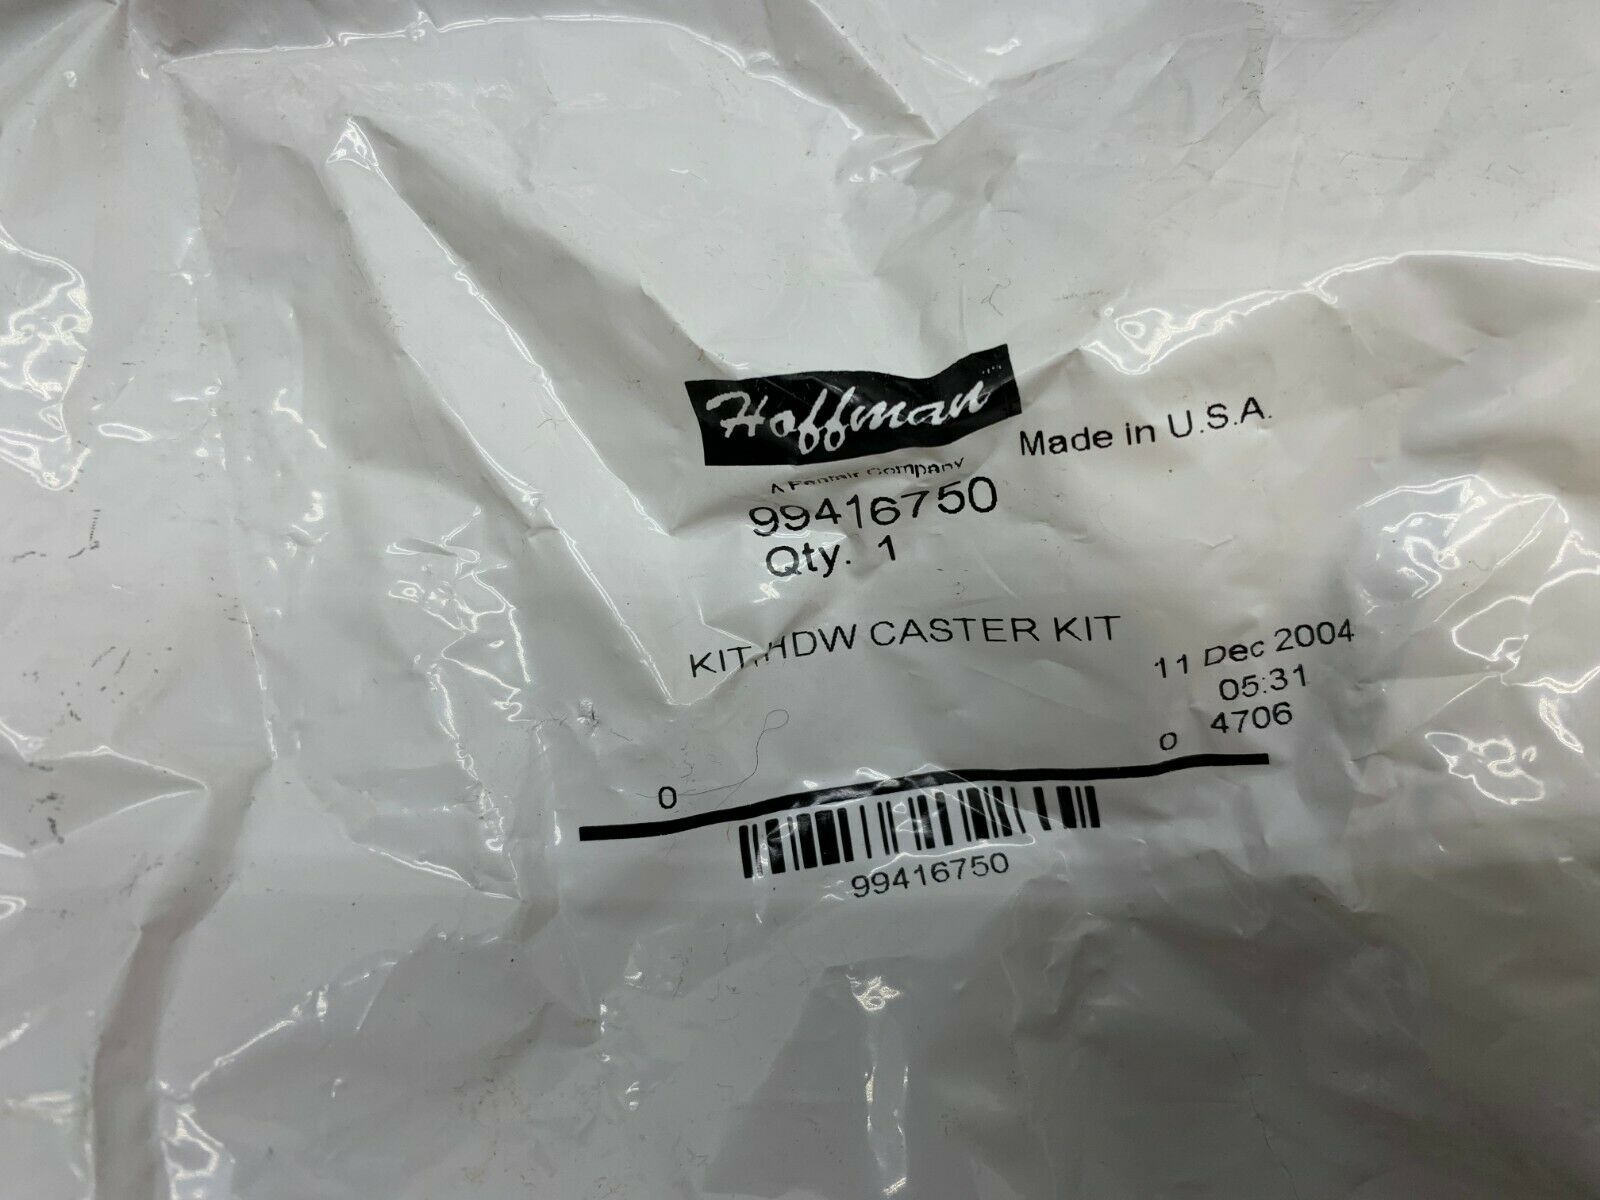 Hoffman
Made in U.S.A.
A Pentair Company
99416750
Qty. 1
KIT,HDW CASTER KIT
11 Dec 2004
05:31
4706
0
0
99416750